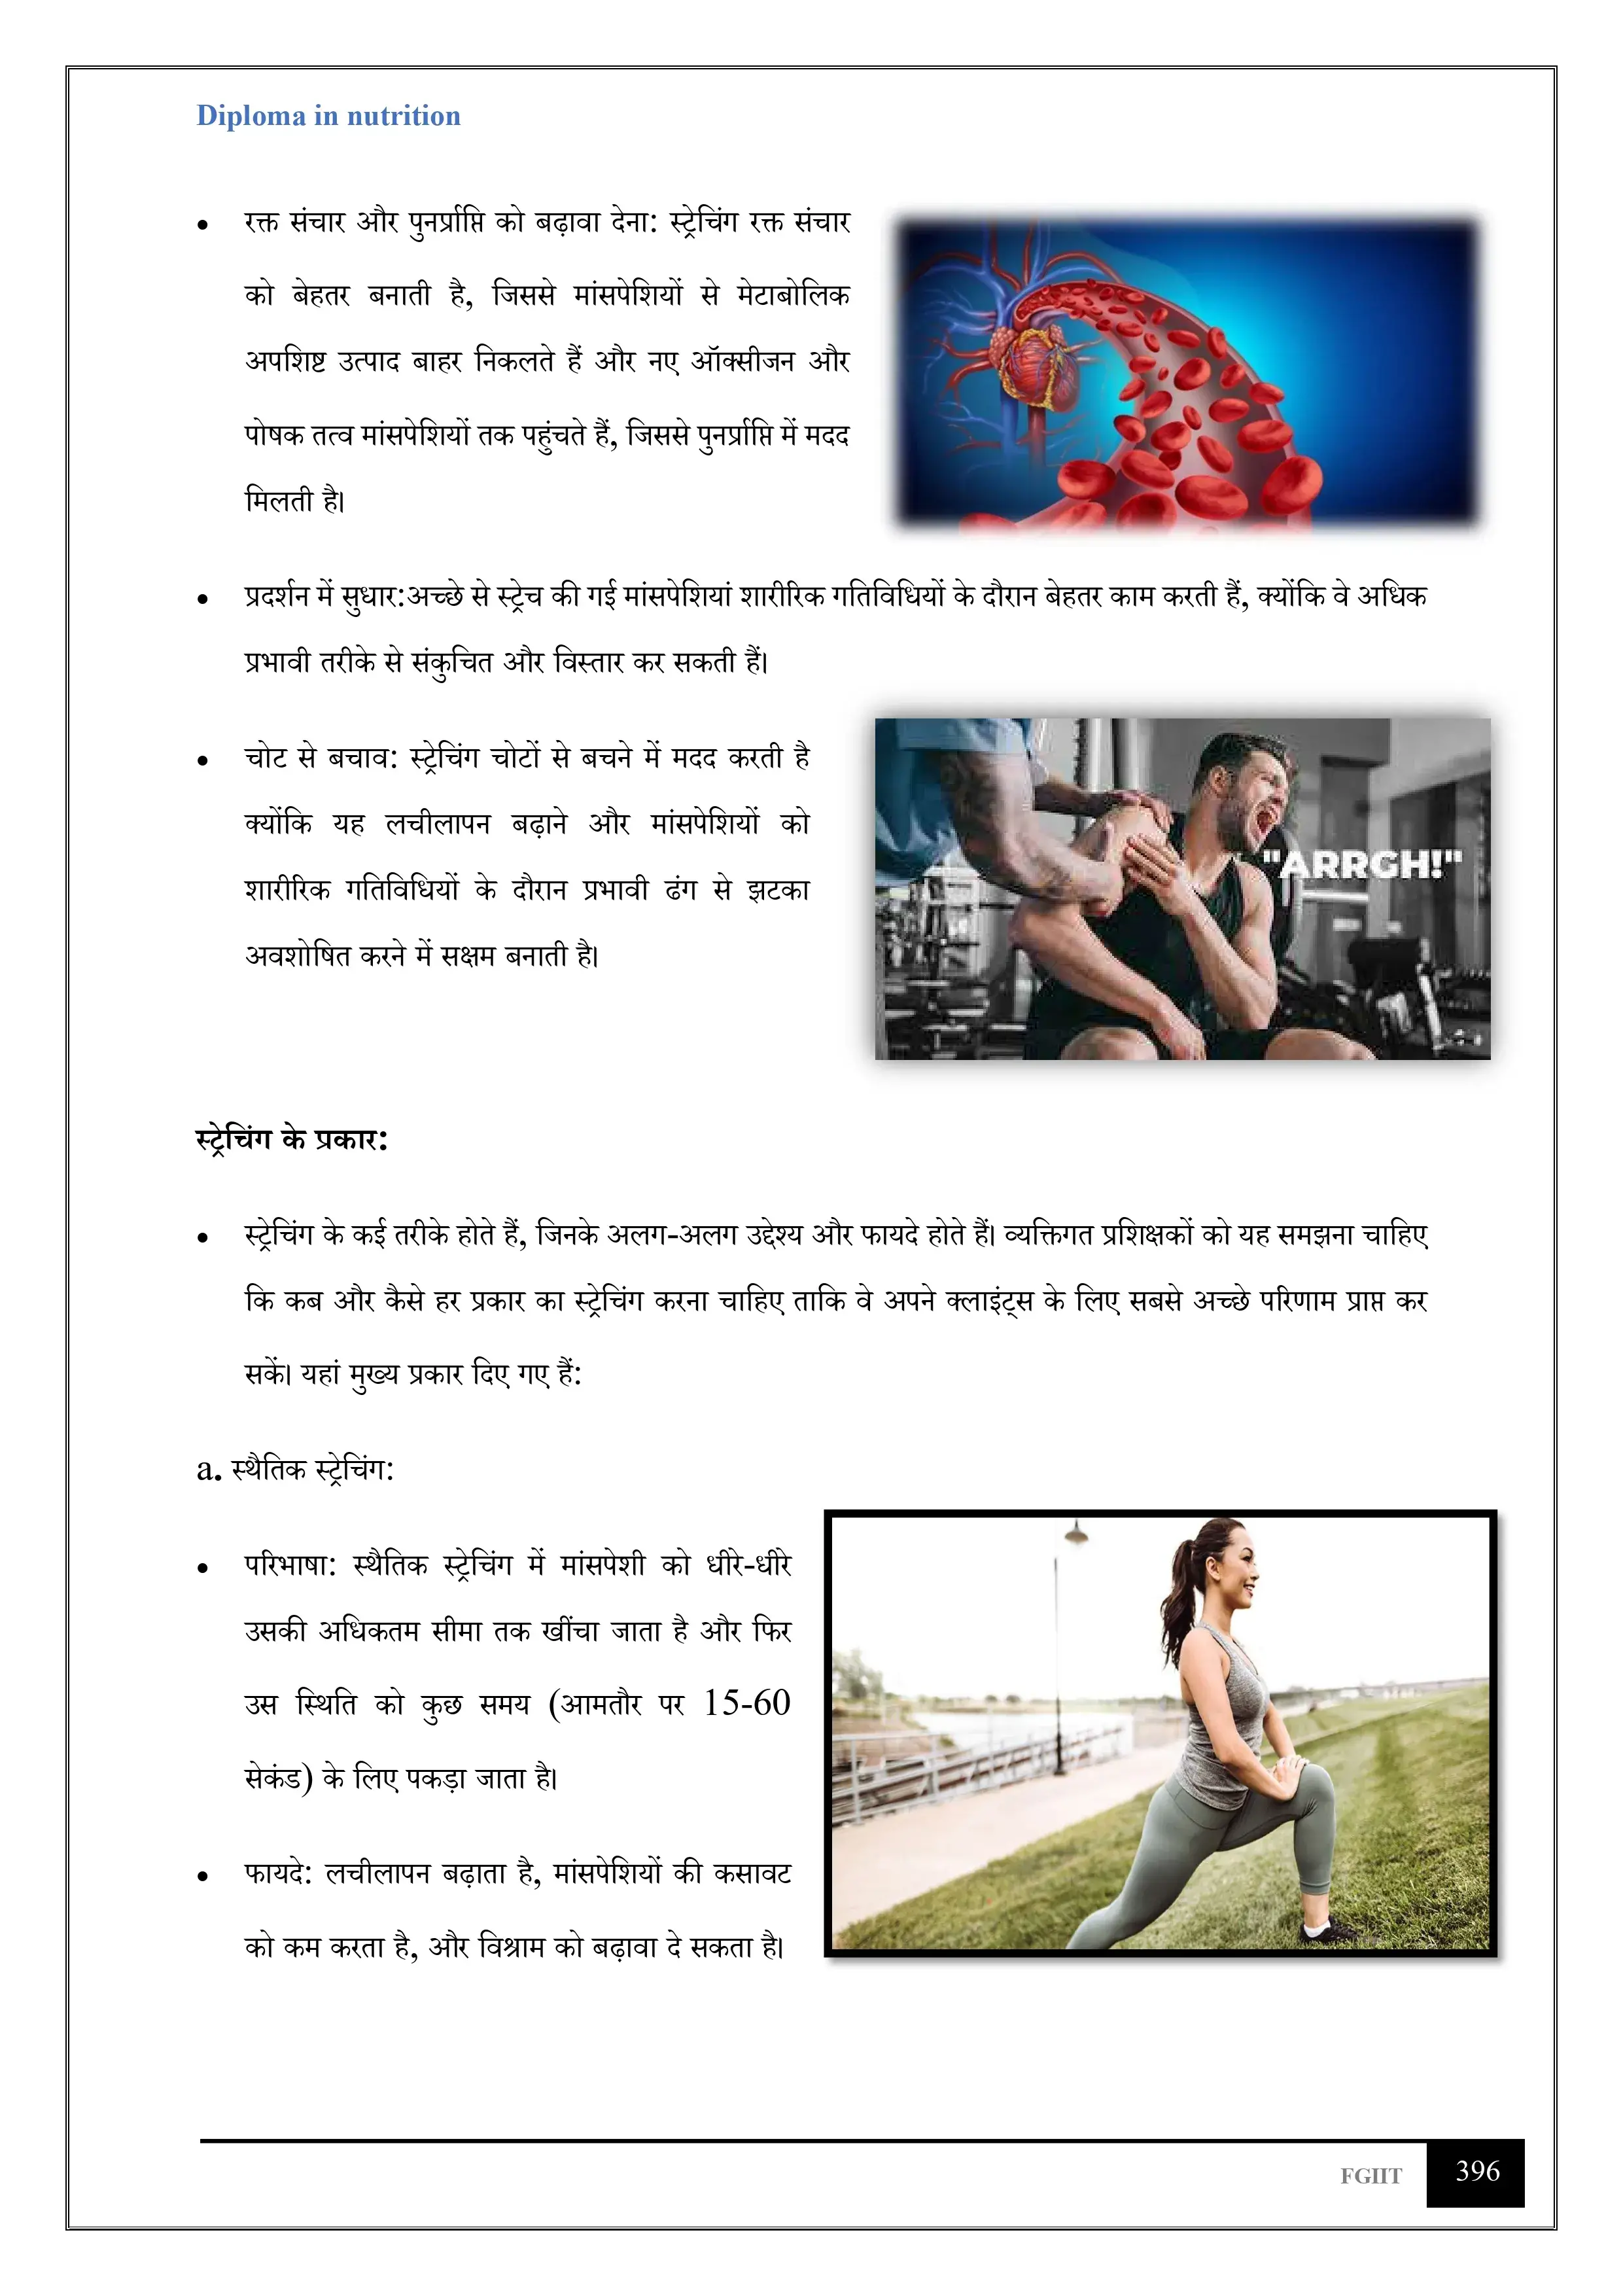 Diploma in nutrition
• रक्त संचार और पुनर्प्राप्ति को बढ़ावा देना: स्ट्रेचिंग रक्त संचार
को बेहतर बनाती है, जिससे मांसपेशियों से मेटाबोलिक
अपशिष्ट उत्पाद बाहर निकलते हैं और नए ऑक्सीजन और
पोषक तत्व मांसपेशियों तक पहुंचते हैं, जिससे पुनर्प्राप्ति में मदद
मिलती है।
• प्रदर्शन में सुधार:अच्छे से स्ट्रेच की गई मांसपेशियां शारीरिक गतिविधियों के दौरान बेहतर काम करती हैं, क्योंकि वे अधिक
प्रभावी तरीके से संकुचित और विस्तार कर सकती हैं।
• चोट से बचाव: स्ट्रेचिंग चोटों से बचने में मदद करती है
क्योंकि यह लचीलापन बढ़ाने और मांसपेशियों को
शारीरिक गतिविधियों के दौरान प्रभावी ढंग से झटका
अवशोषित करने में सक्षम बनाती है।
"ARRGH!"
स्ट्रेचिंग के प्रकार:
• स्ट्रेचिंग के कई तरीके होते हैं, जिनके अलग-अलग उद्देश्य और फायदे होते हैं। व्यक्तिगत प्रशिक्षकों को यह समझना चाहिए
कि कब और कैसे हर प्रकार का स्ट्रेचिंग करना चाहिए ताकि वे अपने क्लाइंट्स के लिए सबसे अच्छे परिणाम प्राप्त कर
सकें। यहां मुख्य प्रकार दिए गए हैं:
a. स्थैतिक स्ट्रेचिंग:
• परिभाषा: स्थैतिक स्ट्रेचिंग में मांसपेशी को धीरे-धीरे
उसकी अधिकतम सीमा तक खींचा जाता है और फिर
उस स्थिति को कुछ समय (आमतौर पर 15-60
सेकंड) के लिए पकड़ा जाता है।
• फायदे: लचीलापन बढ़ाता है, मांसपेशियों की कसावट
को कम करता है, और विश्राम को बढ़ावा दे सकता है।
FGIIT 396